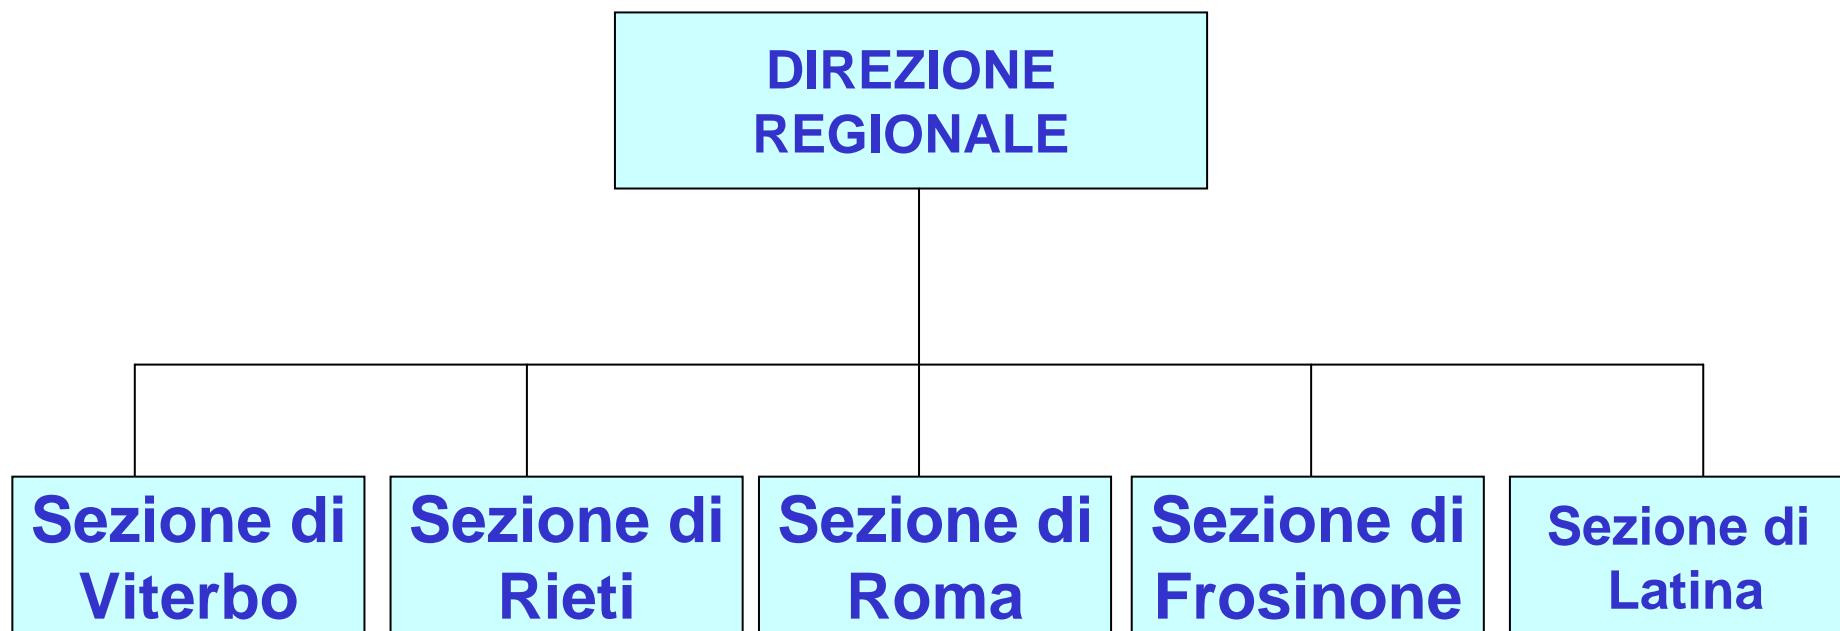 DIREZIONE
REGIONALE
Sezione di
Viterbo
Sezione di
Rieti
Sezione di
Roma
Sezione di
Frosinone
Sezione di
Latina